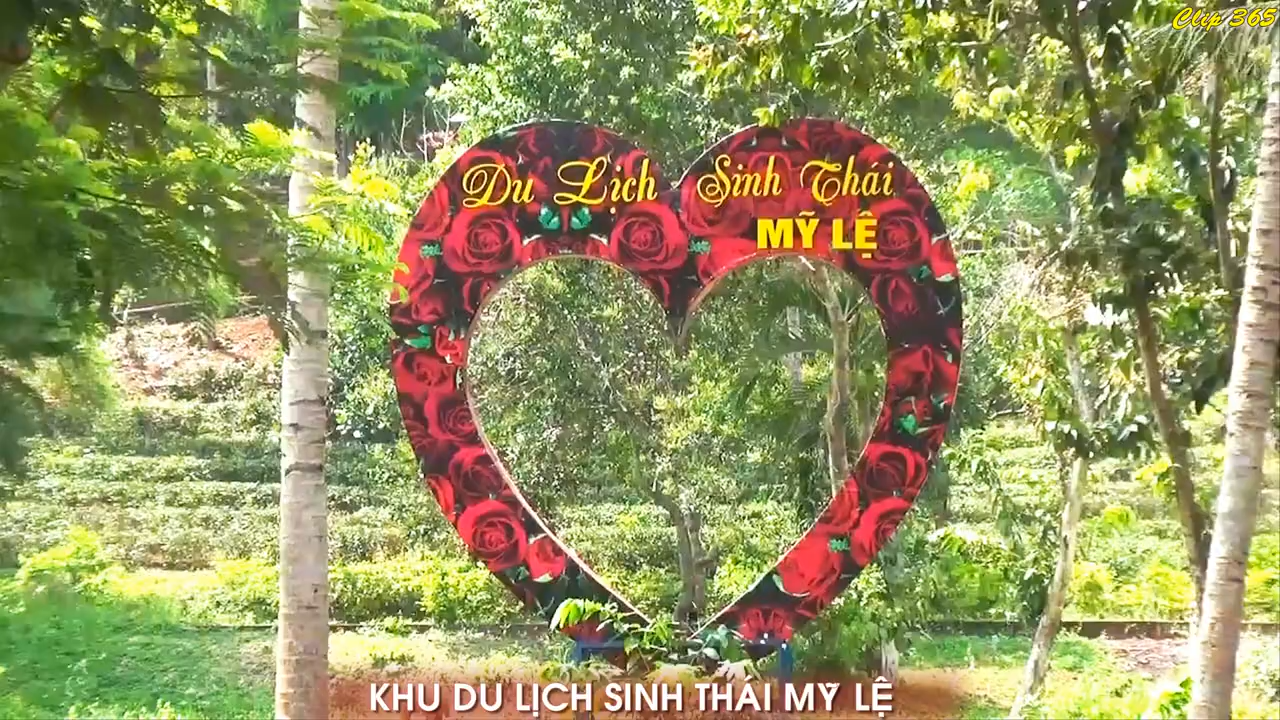 Clip 365
Du Lịch Sinh Thái
MỸ LỆ
KHU DU LỊCH SINH THÁI MỸ LỆ